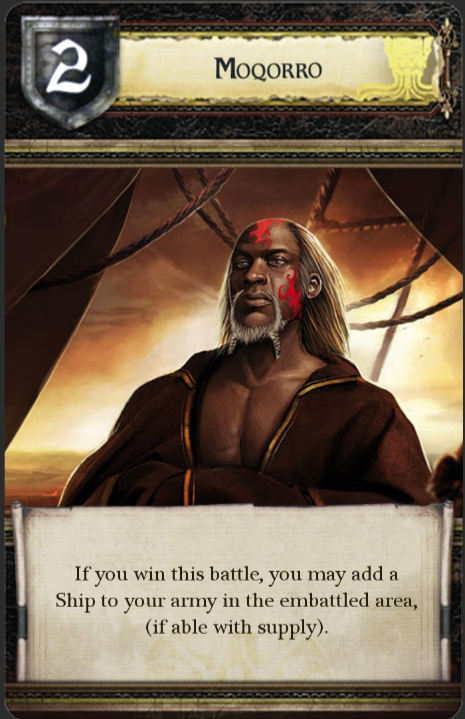 2
Moqorro
If you win this battle, you may add a
Ship to your army in the embattled area,
(if able with supply).